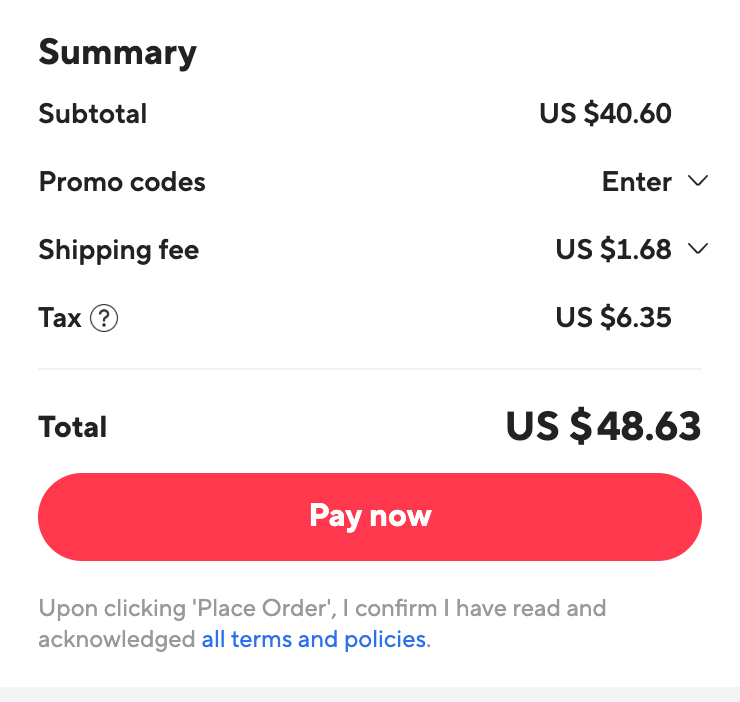 Summary
Subtotal US $40.60
Promo codes Enter
Shipping fee US $1.68
Tax ? US $6.35
Total US $48.63
Pay now
Upon clicking 'Place Order', I confirm I have read and
acknowledged all terms and policies.